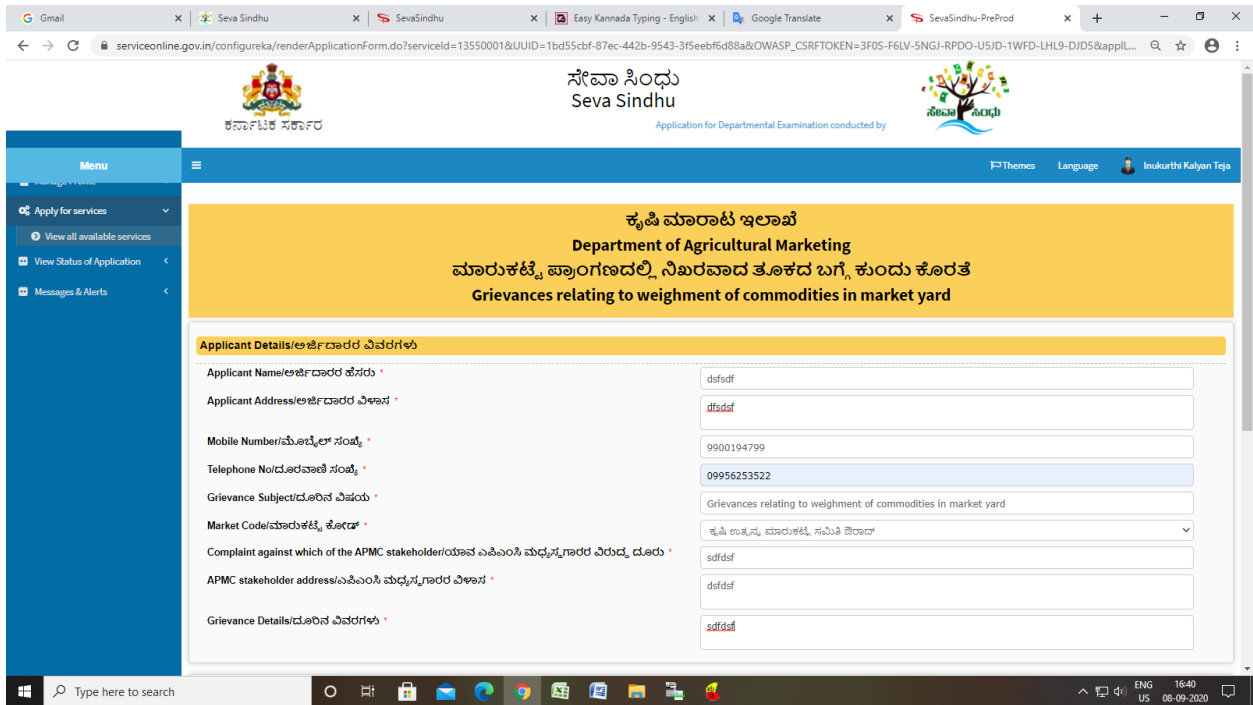 Gmail
Seva Sindhu
SevaSindhu
Easy Kannada Typing - English
Google Translate
SevaSindhu-PreProd
serviceonline.gov.in/configureka/renderApplicationForm.do?serviceId=13550001&UUID=1bd55cbf-87ec-442b-9543-3f5eebf6d88a&OWASP_CSRFTOKEN=3F0S-F6LV-5NGJ-RPDO-U5JD-1WFD-LHL9-DJD5&applL...
ಕರ್ನಾಟಕ ಸರ್ಕಾರ
ಸೇವಾ ಸಿಂಧು
Seva Sindhu
Application for Departmental Examination conducted by
ಸೇವಾ ಸಿಂಧು
Menu
Themes Language Inukurthi Kalyan Teja
Manage Profile
Apply for services
View all available services
View Status of Application
Messages & Alerts
ಕೃಷಿ ಮಾರಾಟ ಇಲಾಖೆ
Department of Agricultural Marketing
ಮಾರುಕಟ್ಟೆ ಪ್ರಾಂಗಣದಲ್ಲಿ ನಿಖರವಾದ ತೂಕದ ಬಗ್ಗೆ ಕುಂದು ಕೊರತೆ
Grievances relating to weighment of commodities in market yard
Applicant Details/ಅರ್ಜಿದಾರರ ವಿವರಗಳು
Applicant Name/ಅರ್ಜಿದಾರರ ಹೆಸರು * dsfsdf
Applicant Address/ಅರ್ಜಿದಾರರ ವಿಳಾಸ * dfsdsf
Mobile Number/ಮೊಬೈಲ್ ಸಂಖ್ಯೆ * 9900194799
Telephone No/ದೂರವಾಣಿ ಸಂಖ್ಯೆ * 09956253522
Grievance Subject/ದೂರಿನ ವಿಷಯ * Grievances relating to weighment of commodities in market yard
Market Code/ಮಾರುಕಟ್ಟೆ ಕೋಡ್ * ಕೃಷಿ ಉತ್ಪನ್ನ ಮಾರುಕಟ್ಟೆ ಸಮಿತಿ ಔರಾದ್
Complaint against which of the APMC stakeholder/ಯಾವ ಎಪಿಎಂಸಿ ಮಧ್ಯಸ್ಥಗಾರರ ವಿರುದ್ಧ ದೂರು * sdfdsf
APMC stakeholder address/ಎಪಿಎಂಸಿ ಮಧ್ಯಸ್ಥಗಾರರ ವಿಳಾಸ * dsfdsf
Grievance Details/ದೂರಿನ ವಿವರಗಳು * sdfdsf
Type here to search
ENG 16:40
US 08-09-2020